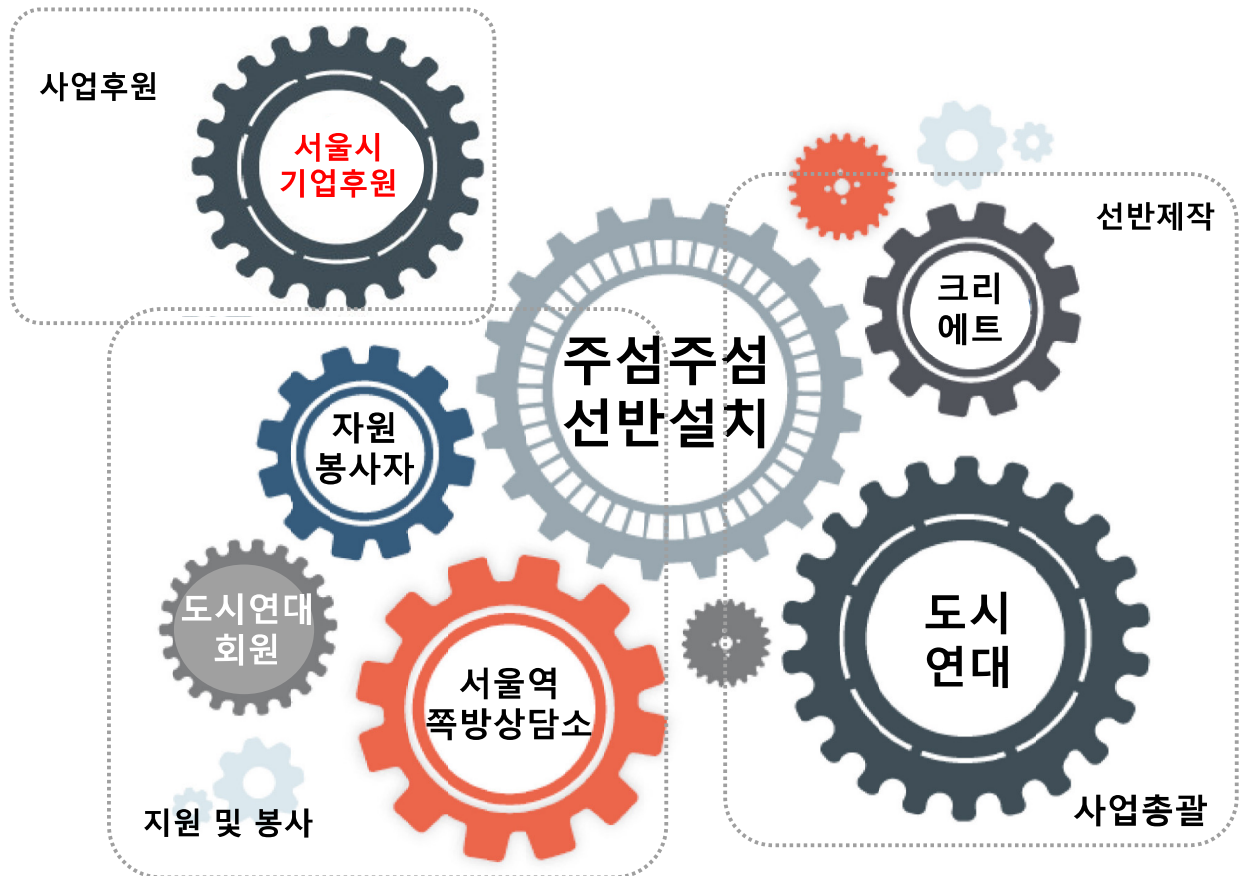 사업후원
서울시
기업후원
선반제작
크리
에트
주섬주섬
선반설치
자원
봉사자
도시연대
회원
서울역
쪽방상담소
도시
연대
지원 및 봉사
사업총괄